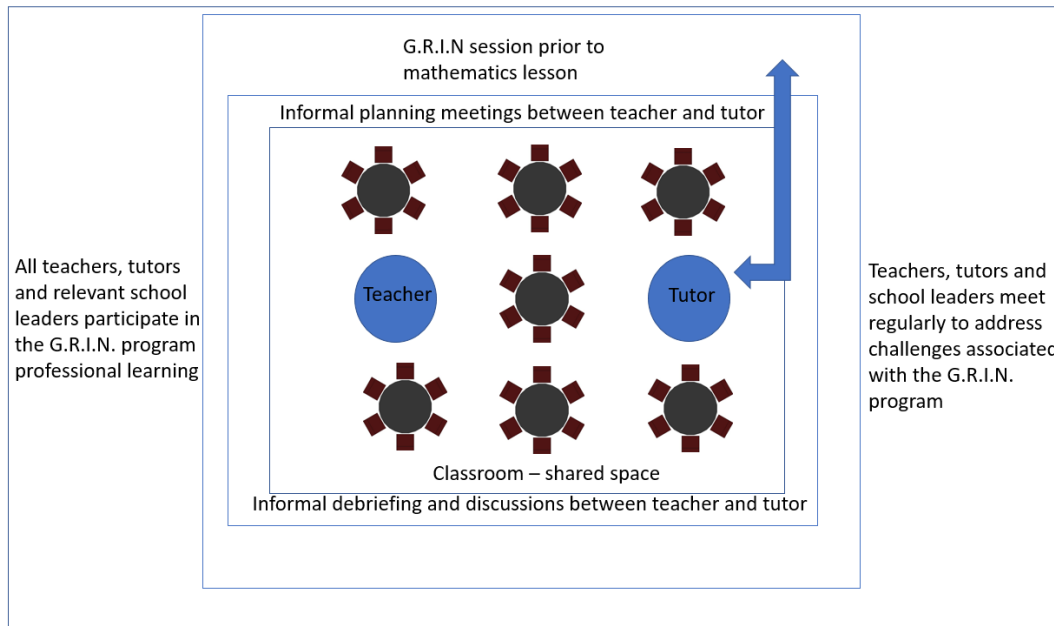 G.R.I.N session prior to
mathematics lesson
Informal planning meetings between teacher and tutor
All teachers, tutors
and relevant school
leaders participate in
the G.R.I.N. program
professional learning
Teacher
Tutor
Teachers, tutors and
school leaders meet
regularly to address
challenges associated
with the G.R.I.N.
program
Classroom – shared space
Informal debriefing and discussions between teacher and tutor